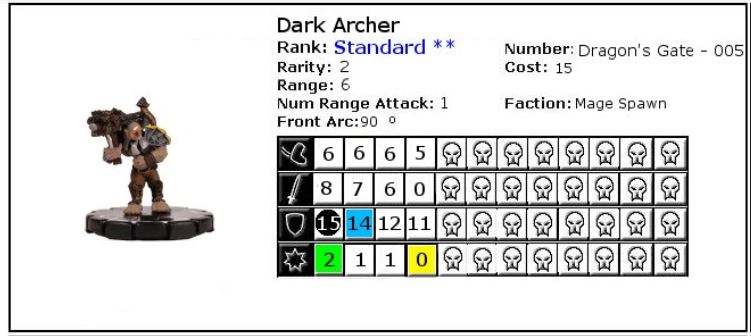 Dark Archer
Rank: Standard **
Number: Dragon's Gate - 005
Rarity: 2
Cost: 15
Range: 6
Num Range Attack: 1
Faction: Mage Spawn
Front Arc:90 º
6 6 6 5
8 7 6 0
15 14 12 11
2 1 1 0